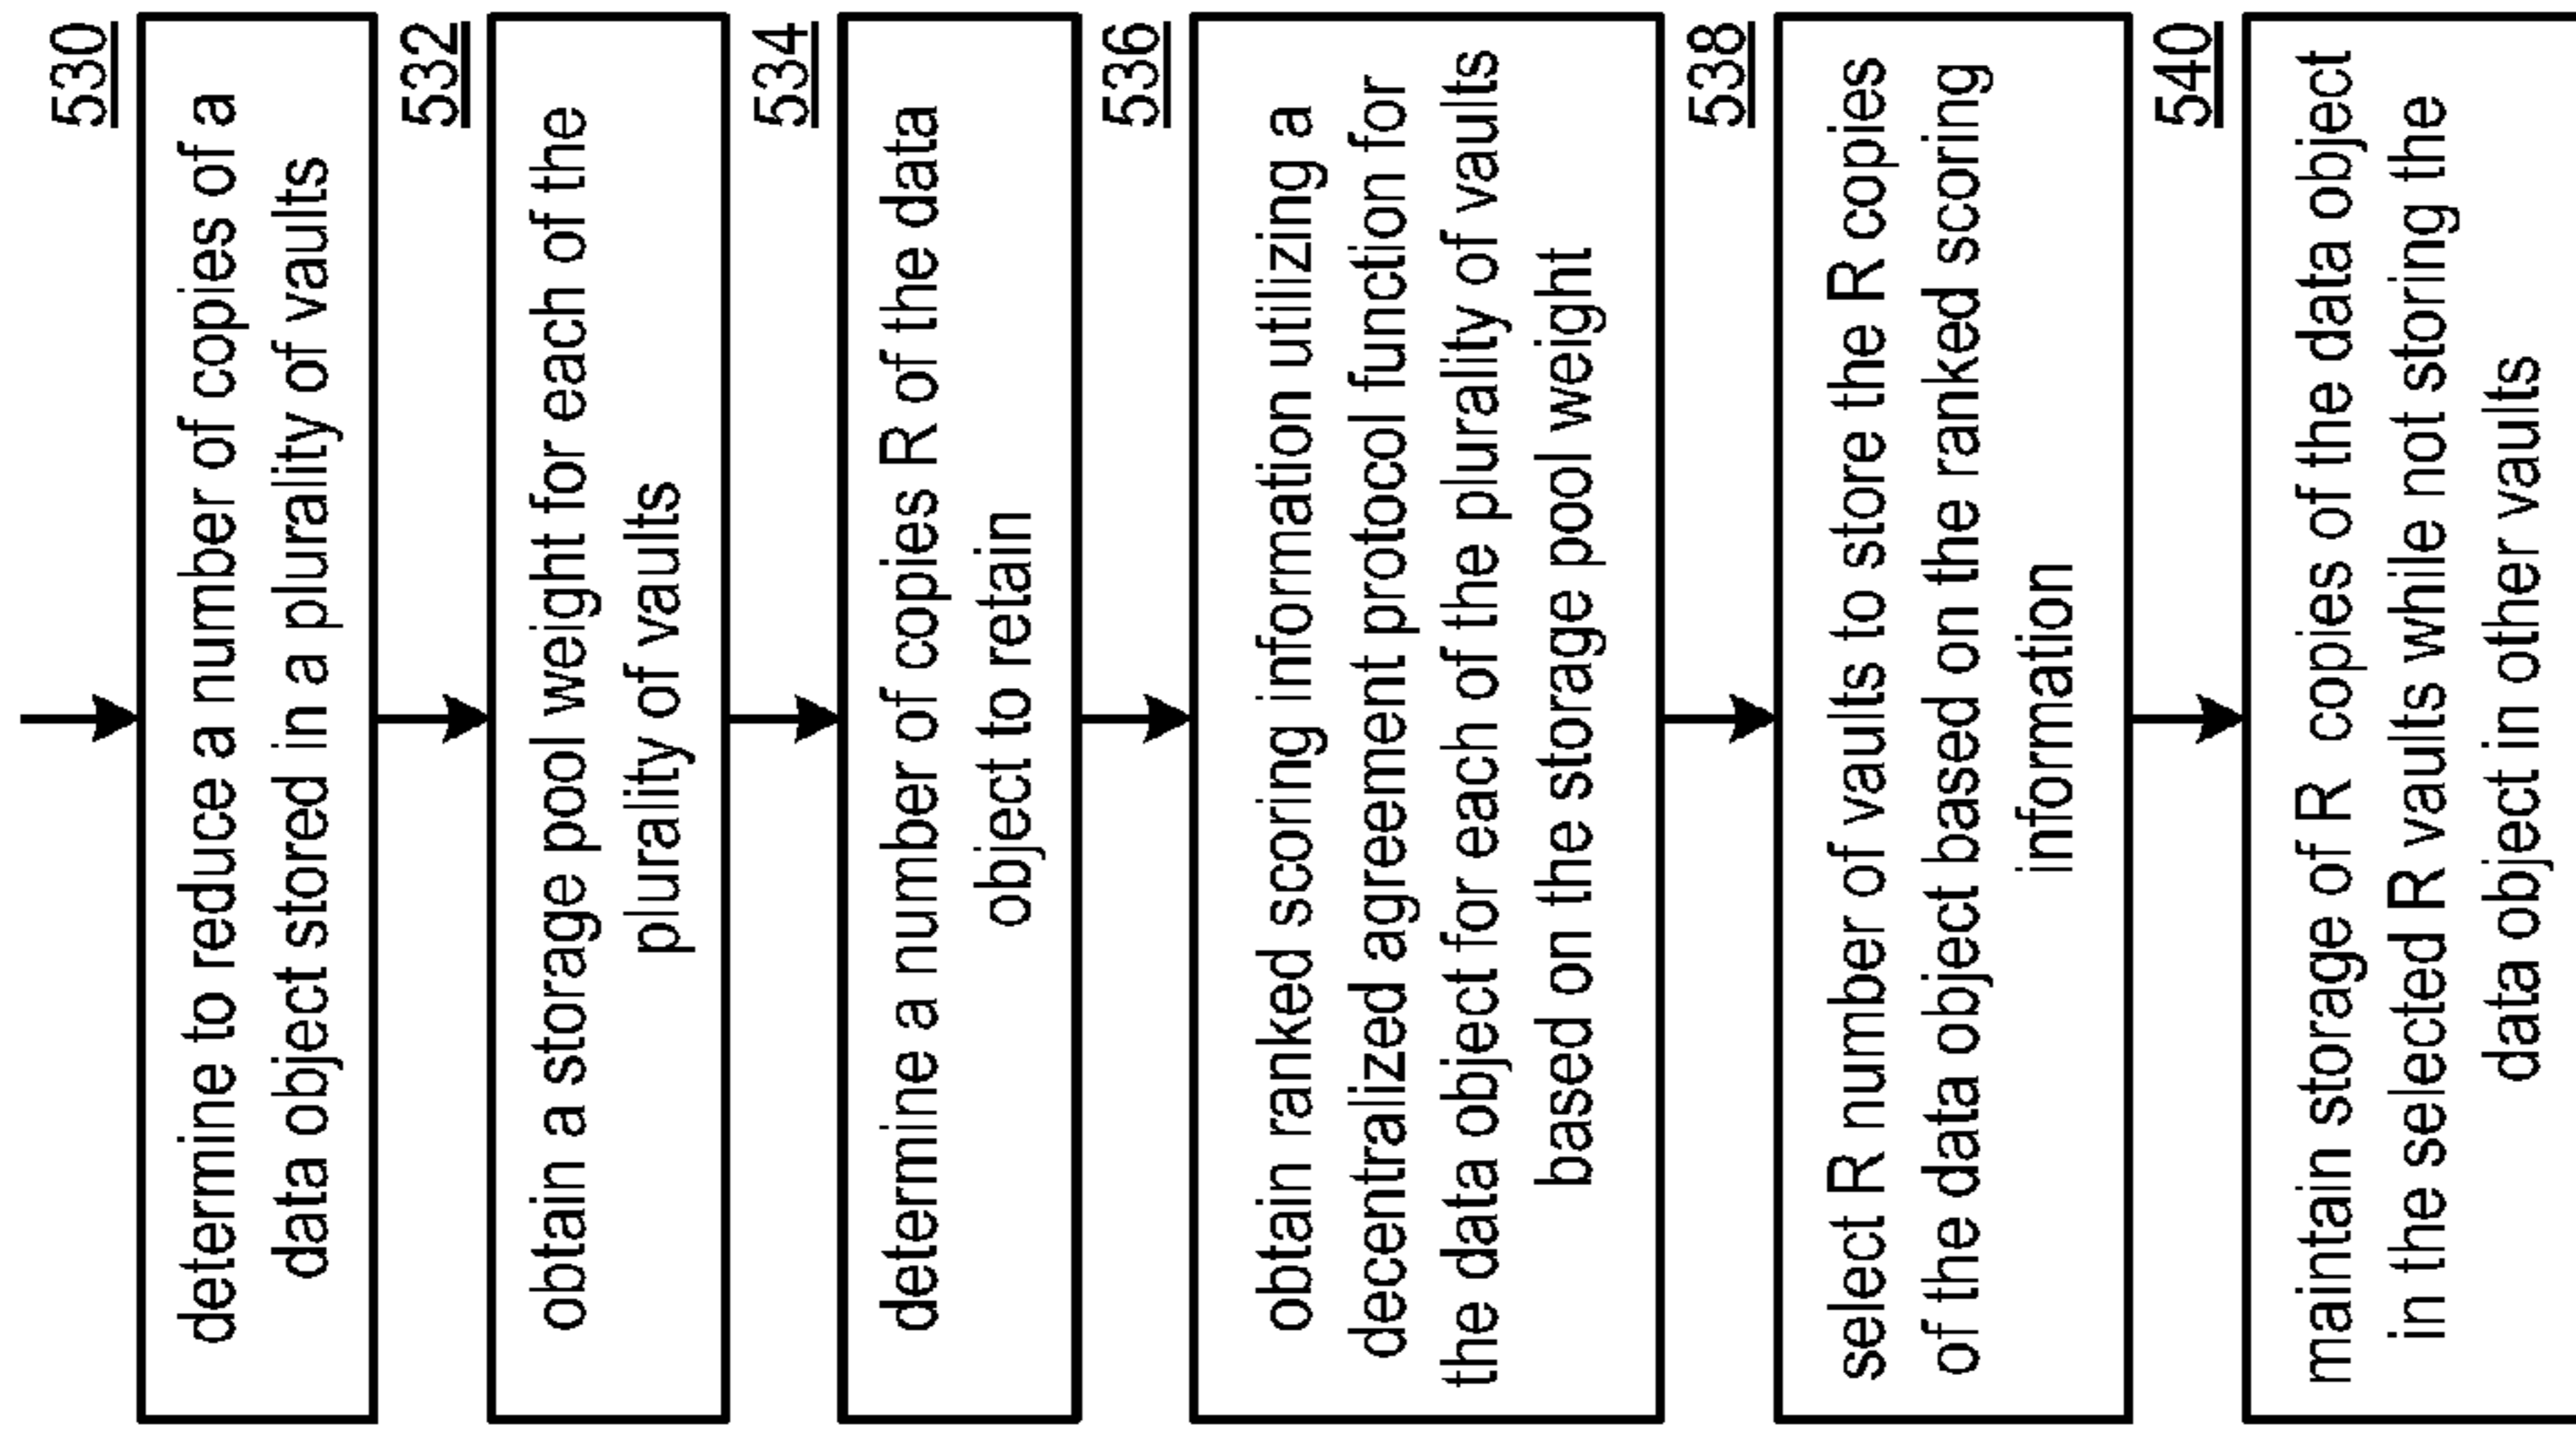 530
determine to reduce a number of copies of a
data object stored in a plurality of vaults
532
obtain a storage pool weight for each of the
plurality of vaults
534
determine a number of copies R of the data
object to retain
536
obtain ranked scoring information utilizing a
decentralized agreement protocol function for
the data object for each of the plurality of vaults
based on the storage pool weight
538
select R number of vaults to store the R copies
of the data object based on the ranked scoring
information
540
maintain storage of R copies of the data object
in the selected R vaults while not storing the
data object in other vaults